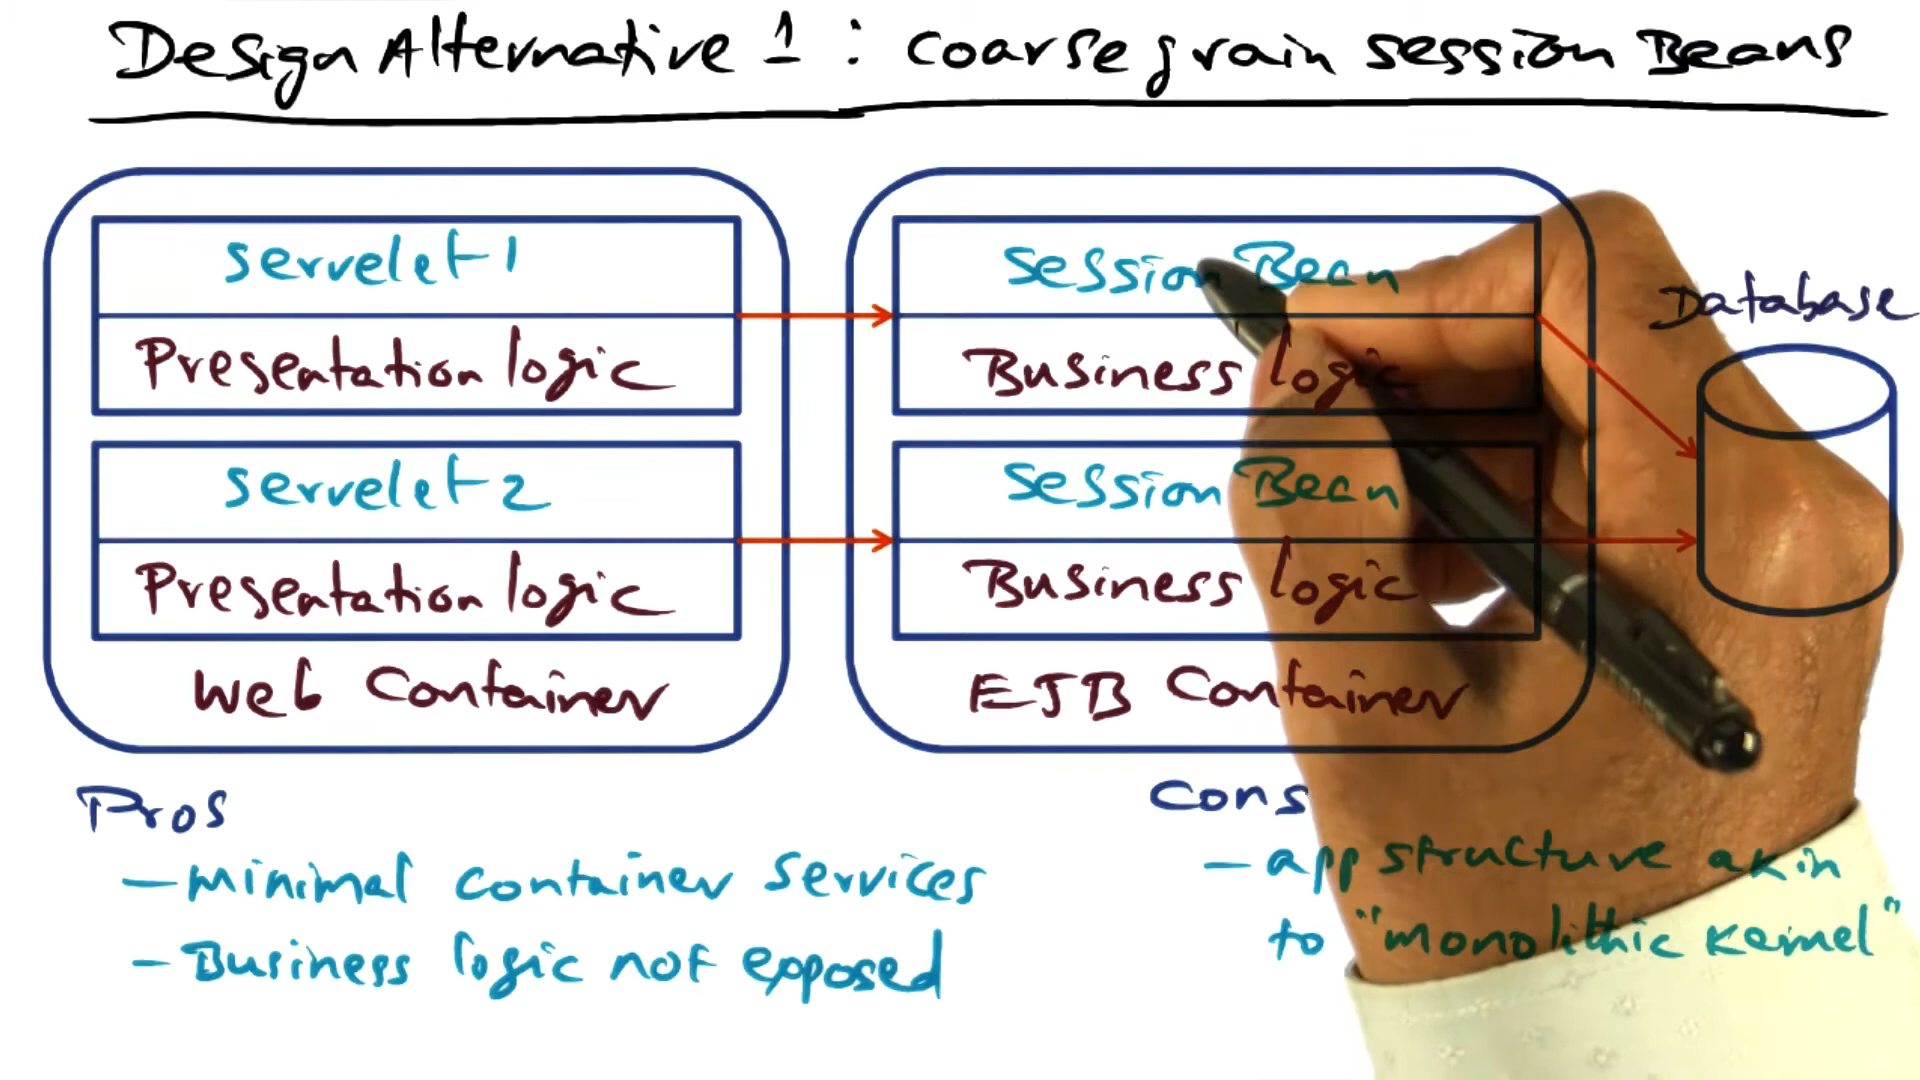 Design Alternative 1 : coarse grain session Beans
servelet 1
Presentation logic
servelet 2
Presentation logic
Web Container
Session Bean
Business logic
Session Bean
Business logic
EJB Container
Database
Pros
- minimal container services
- Business logic not exposed
Cons
- app structure akin
to "monolithic kernel"